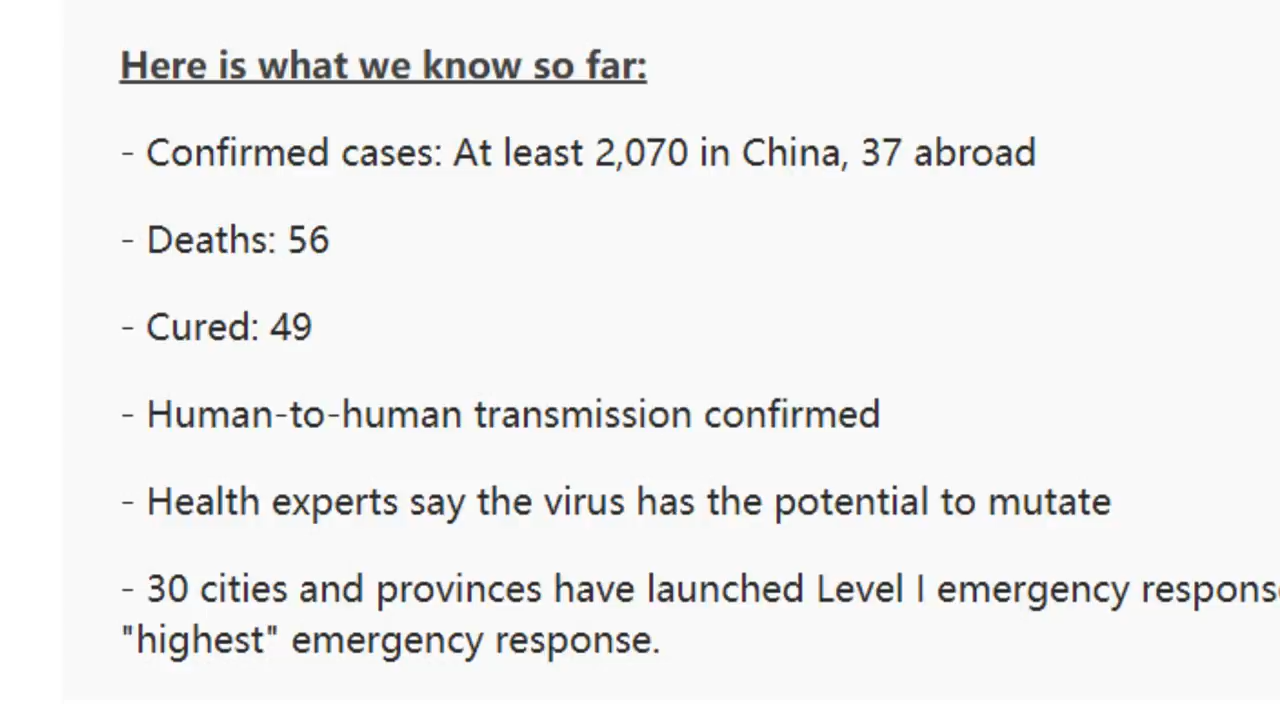 Here is what we know so far:
- Confirmed cases: At least 2,070 in China, 37 abroad
- Deaths: 56
- Cured: 49
- Human-to-human transmission confirmed
- Health experts say the virus has the potential to mutate
- 30 cities and provinces have launched Level I emergency
"highest" emergency response.